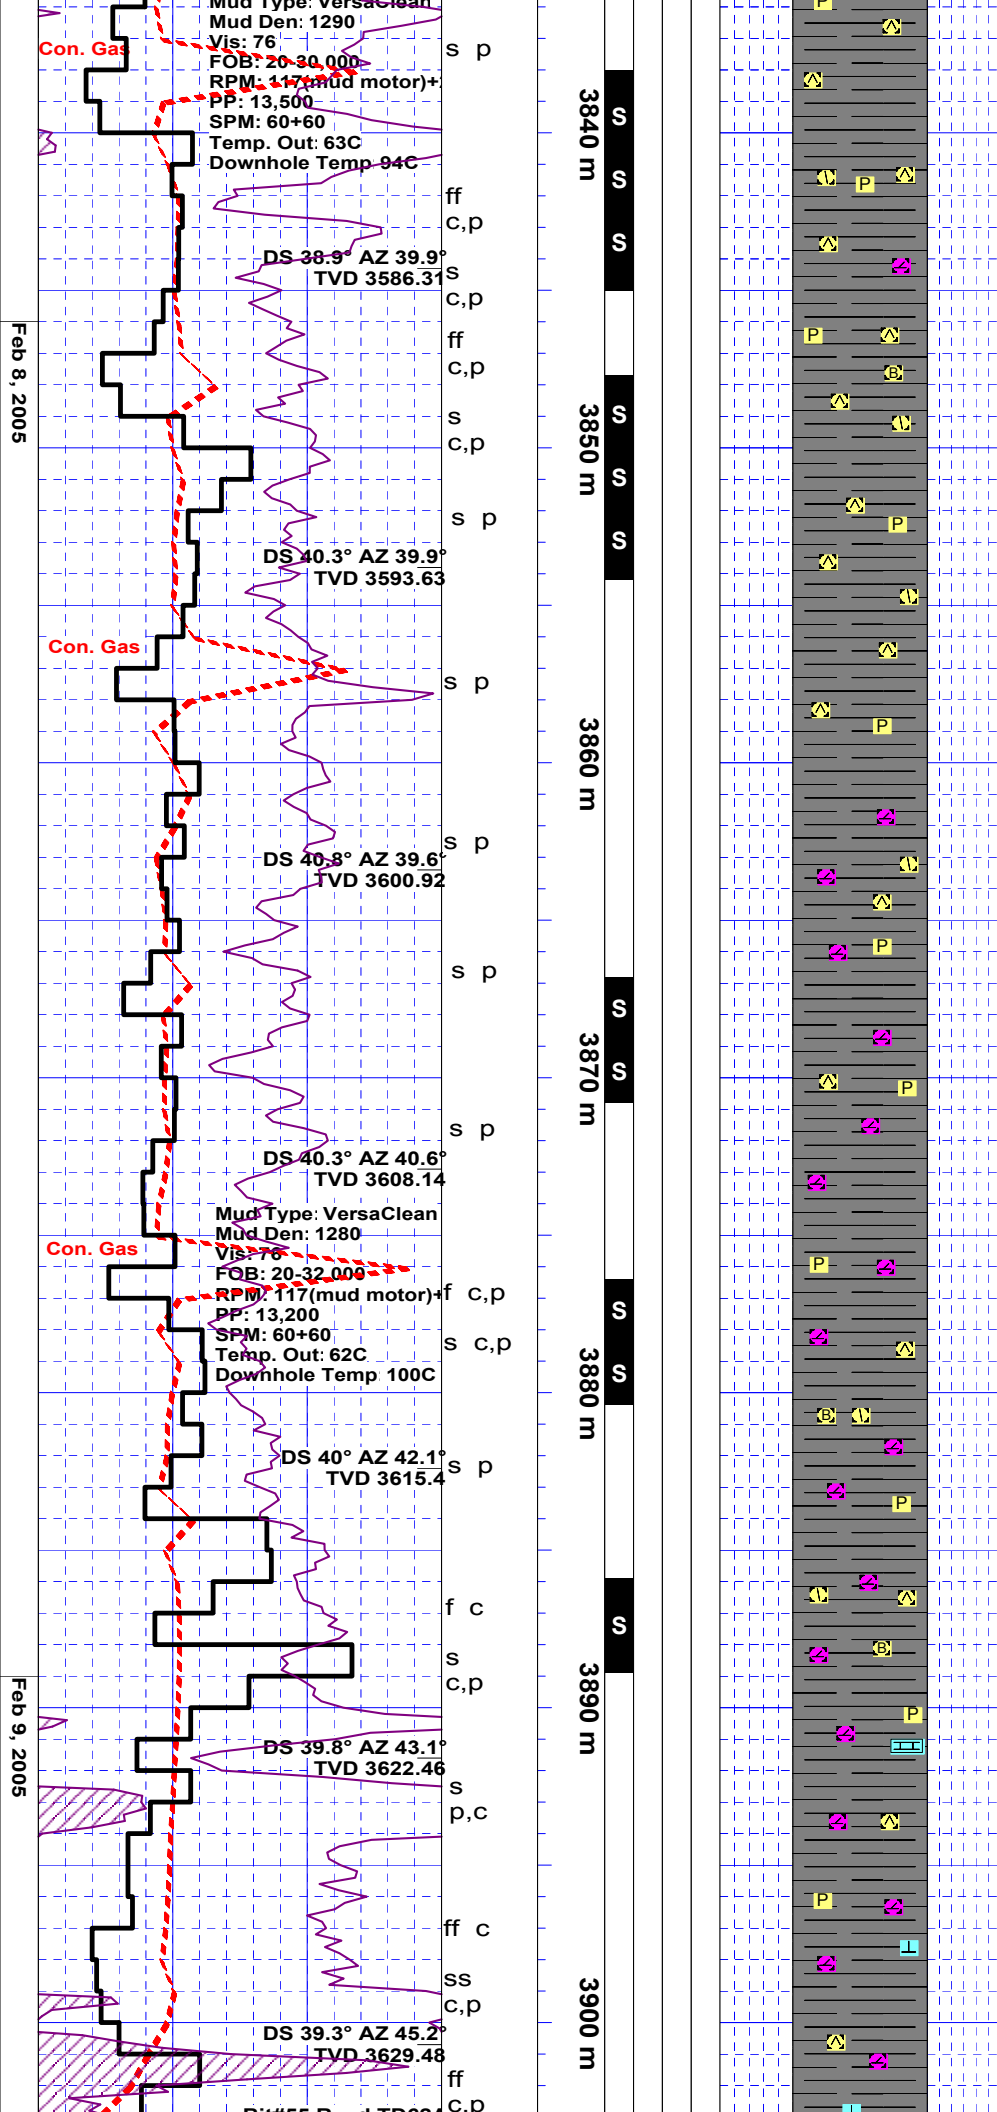 Mud Type: VersaClean
Mud Den: 1290
Vis: 76
FOB: 20-30,000
RPM: 117(mud motor)+
PP: 13,500
SPM: 60+60
Temp. Out: 63C
Downhole Temp 94C
Con. Gas
s p
P
3840 m
S
S
S
P
ff
c,p
DS 38.9° AZ 39.9°
TVD 3586.31
s
c,p
Feb 8, 2005
ff
c,p
P
B
s
c,p
3850 m
S
S
S
s p
P
DS 40.3° AZ 39.9°
TVD 3593.63
Con. Gas
s p
3860 m
P
s p
DS 40.8° AZ 39.6°
TVD 3600.92
P
s p
S
S
3870 m
P
s p
DS 40.3° AZ 40.6°
TVD 3608.14
Mud Type: VersaClean
Mud Den: 1280
Vis: 76
FOB: 20-32,000
RPM: 117(mud motor)+
PP: 13,200
SPM: 60+60
Temp. Out: 62C
Downhole Temp 100C
Con. Gas
P
f c,p
s c,p
S
S
3880 m
B
DS 40° AZ 42.1°
TVD 3615.4
s p
P
f c
S
B
s
c,p
Feb 9, 2005
3890 m
P
DS 39.8° AZ 43.1°
TVD 3622.46
s
p,c
P
ff c
ss
c,p
3900 m
DS 39.3° AZ 45.2°
TVD 3629.48
ff
c,p